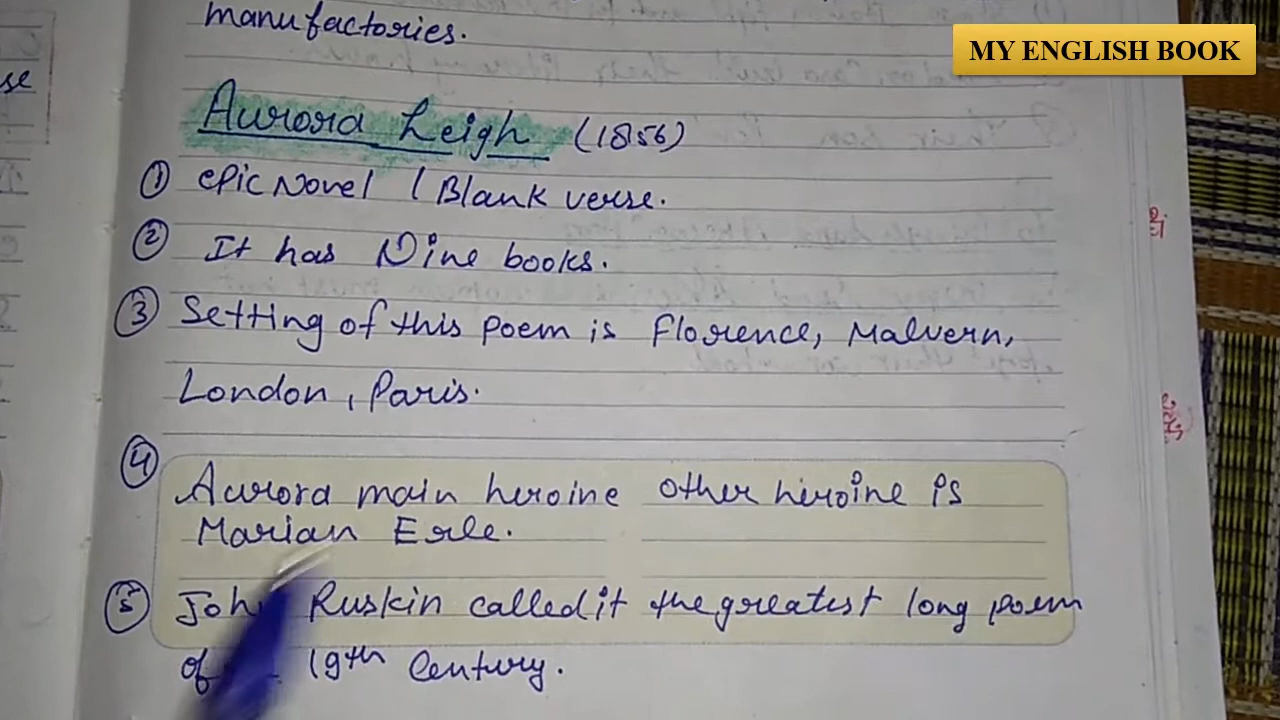 manufactories.
MY ENGLISH BOOK
se
Aurora Leigh (1856)
① epic Novel | Blank verse.
② It has Nine books.
③ Setting of this poem is Florence, Malvern,
London, Paris.
④ Aurora main heroine other heroine is
Marian Erle.
⑤ John Ruskin called it the greatest long poem
of 19th Century.